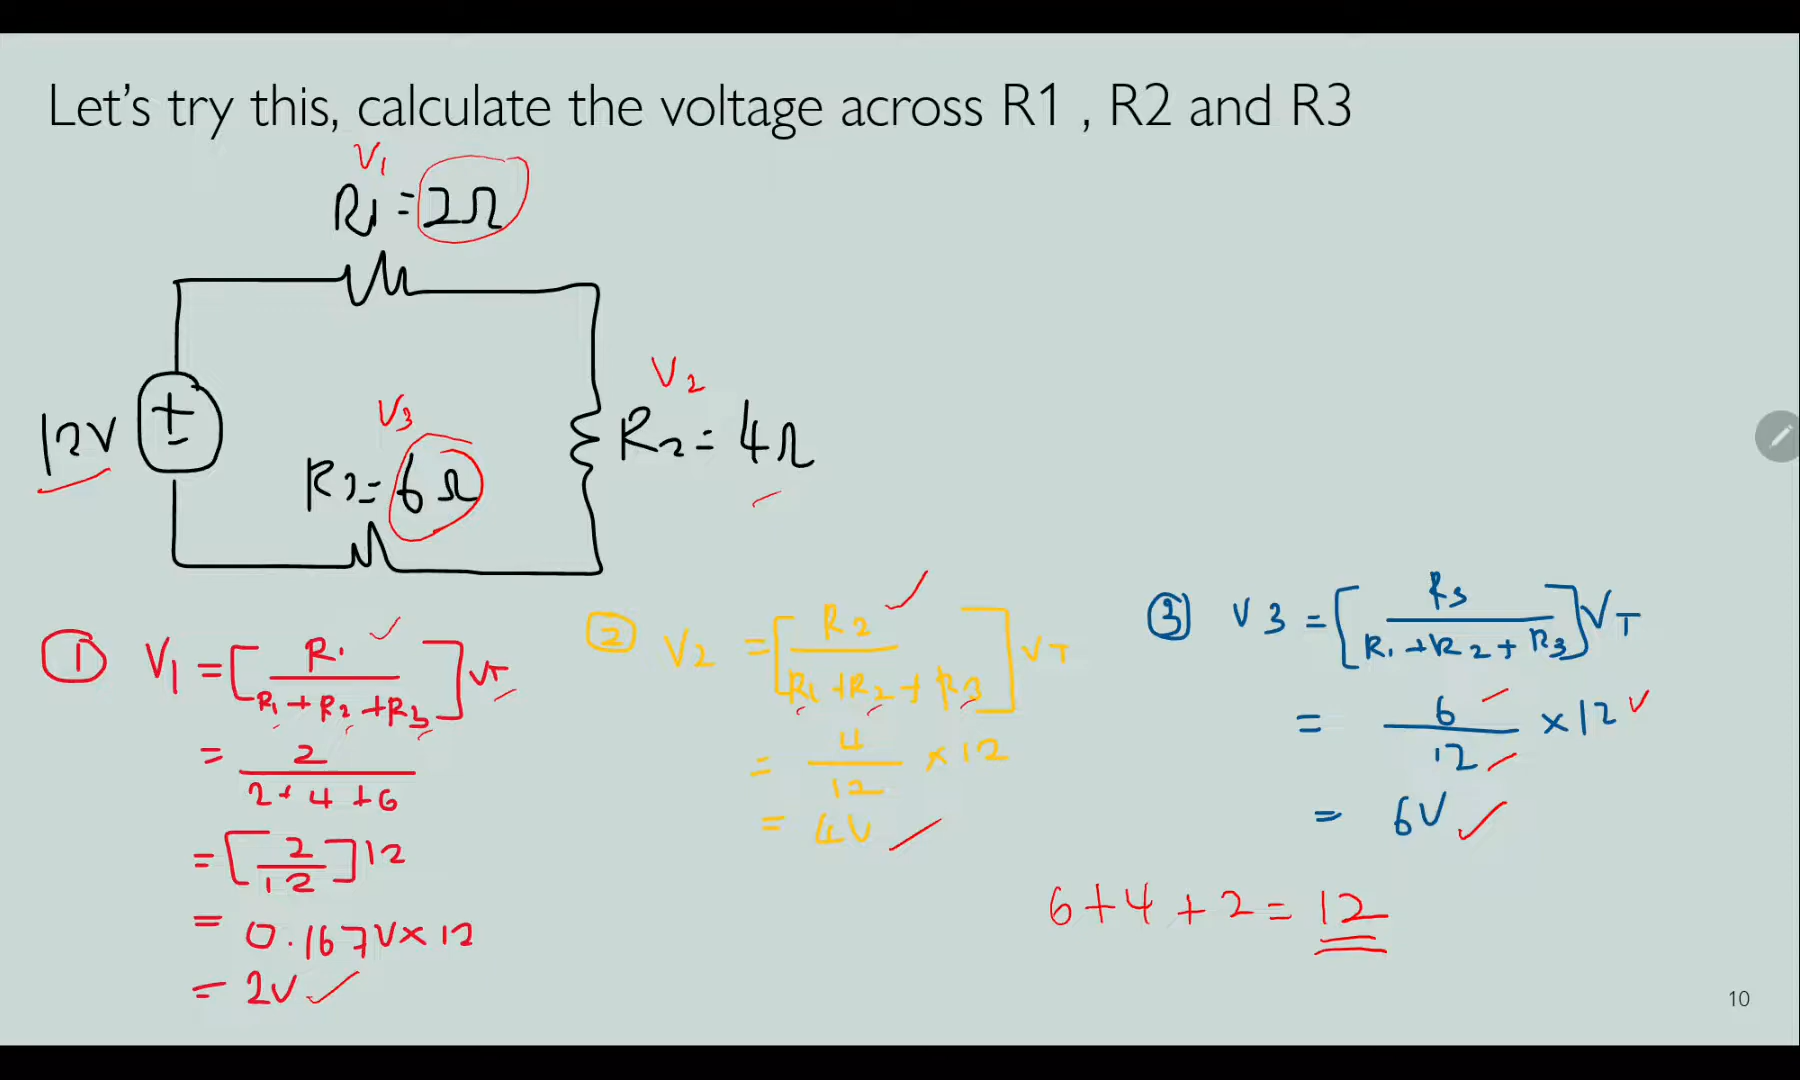 Let's try this, calculate the voltage across R1 , R2 and R3
V1
R1 = 2Ω
12V
+
-
V3
R3 = 6Ω
V2
R2 = 4Ω
① V1 = [R1 / R1 + R2 + R3] VT
= 2 / 2 + 4 + 6
= [2 / 12] 12
= 0.167V × 12
= 2V ✓
2 V2 = [R2 / R1 + R2 + R3] VT
= 4 / 12 × 12
= 4V
③ V3 = [R3 / R1 + R2 + R3] VT
= 6 / 12 × 12
= 6V ✓
6 + 4 + 2 = 12
10